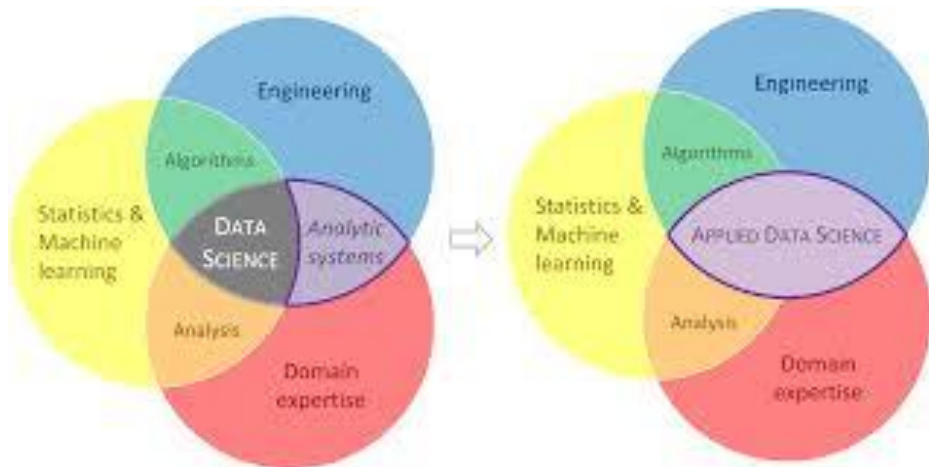 Engineering
Algorithms
Statistics &
Machine
learning
DATA
SCIENCE
Analytic
systems
Analysis
Domain
expertise
Engineering
Algorithms
Statistics &
Machine
learning
APPLIED DATA SCIENCE
Analysis
Domain
expertise